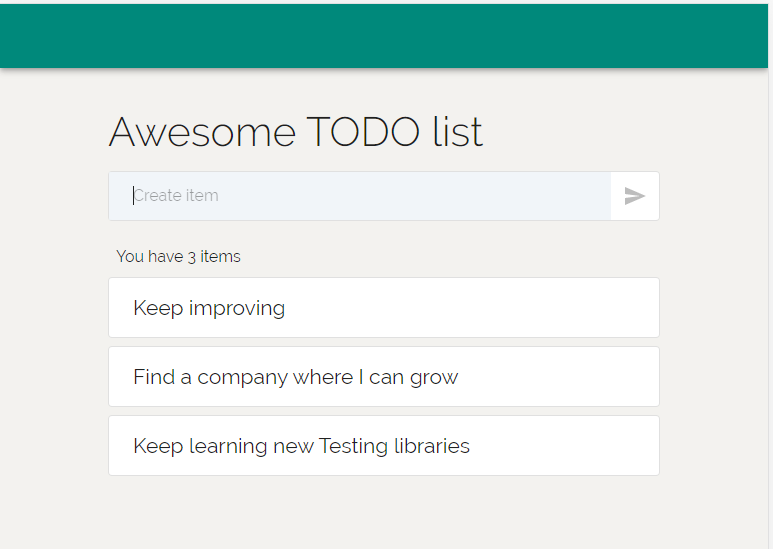 Awesome TODO list
Create item
You have 3 items
Keep improving
Find a company where I can grow
Keep learning new Testing libraries